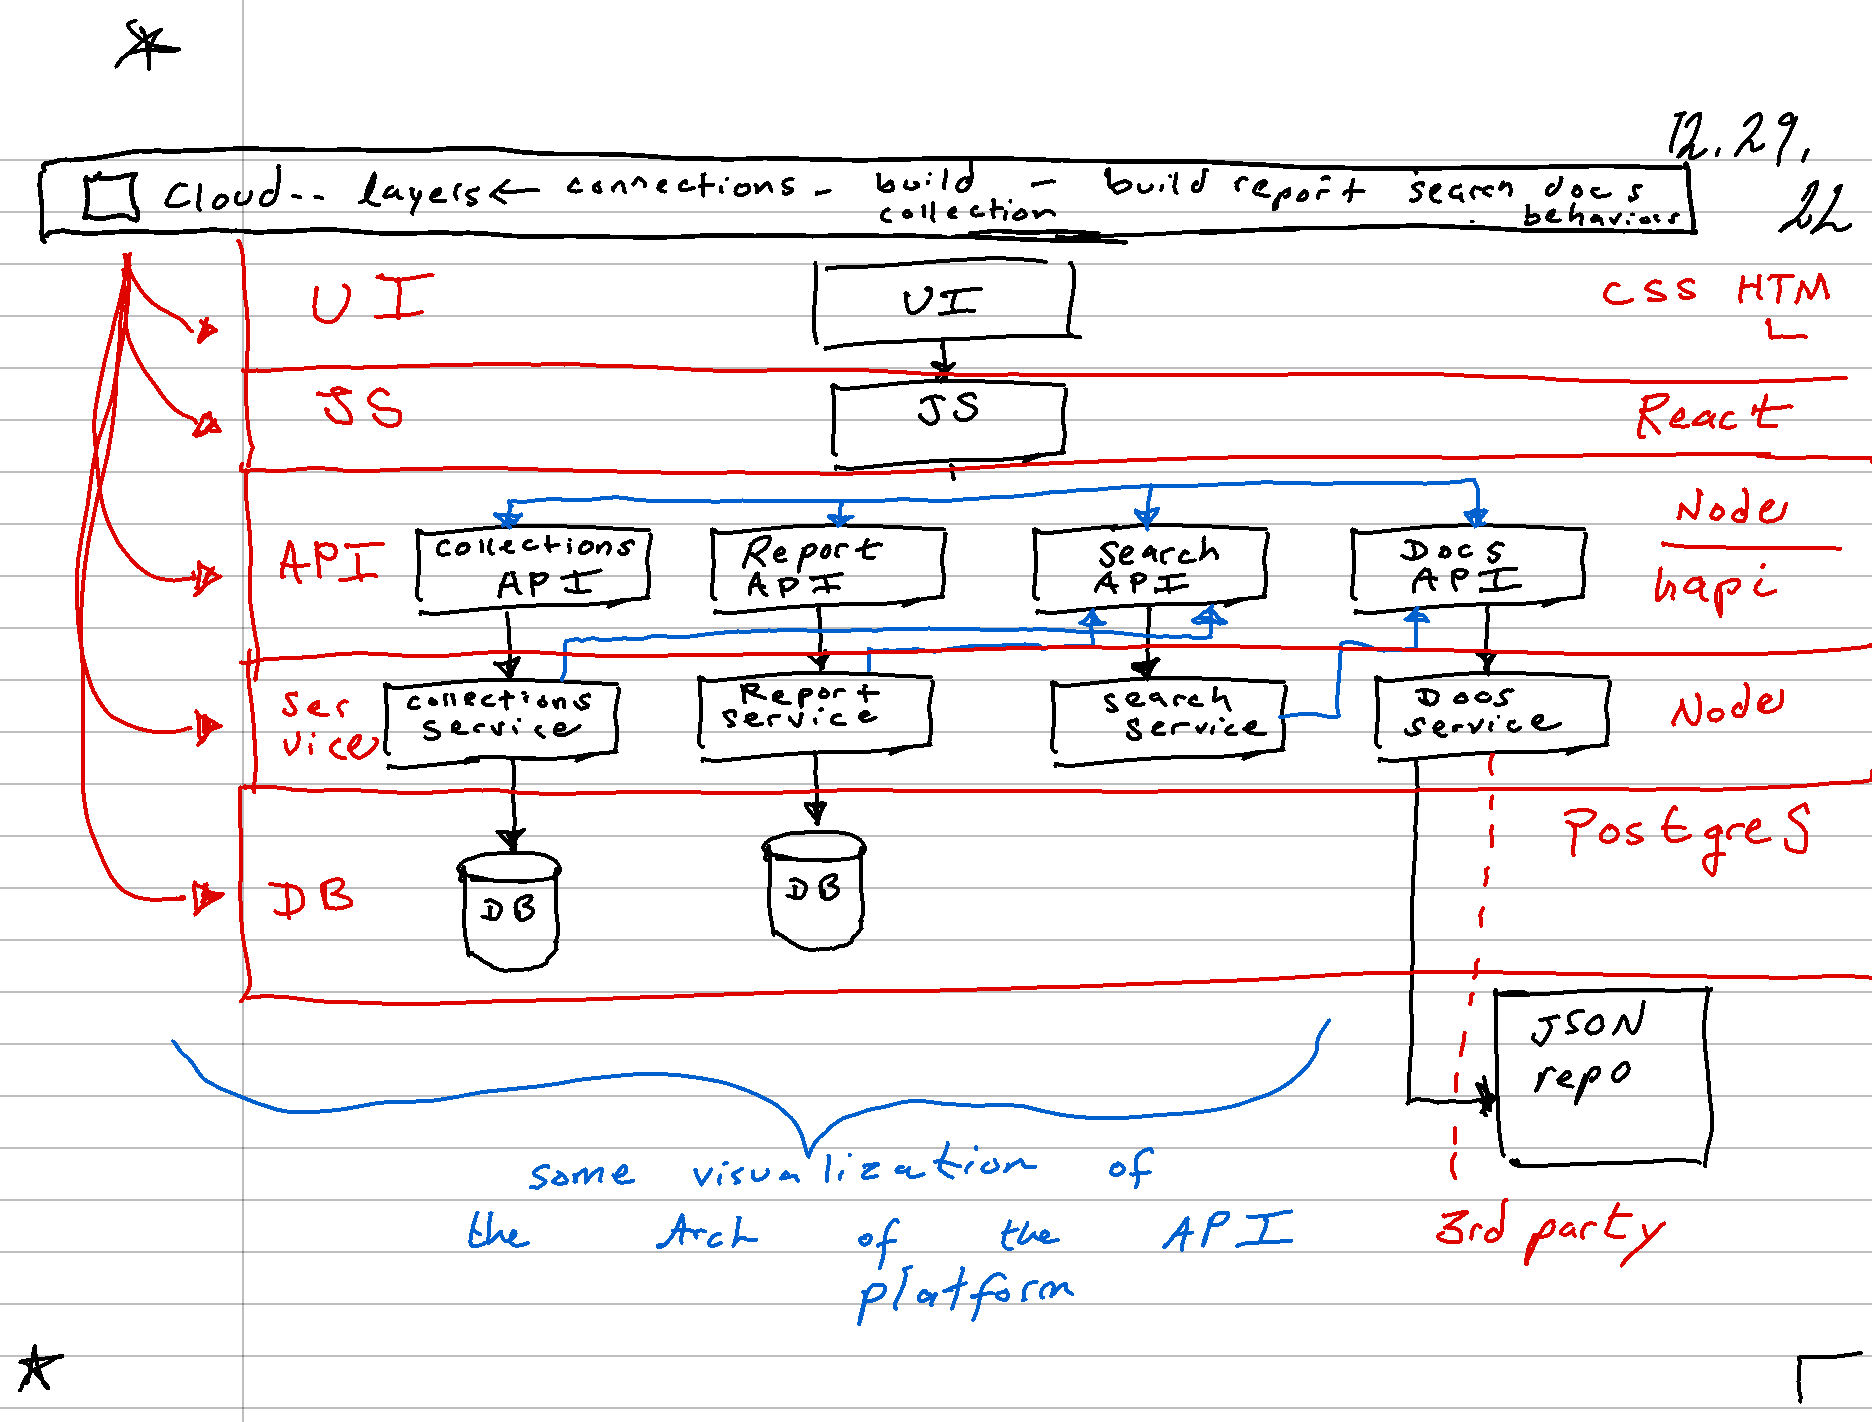 12.29.
22
Cloud-- layers ← connections - build collection - build report search docs behaviors
UI
UI
CSS HTM
L
JS
JS
React
API
Collections
API
Report
API
Search
API
Docs
API
Node
hapi
Ser
vice
Collections
Service
Report
Service
Search
Service
Docs
Service
Node
DB
DB
DB
PostgreS
JSON
repo
some visualization of
the Arch of the API
platform
3rd party